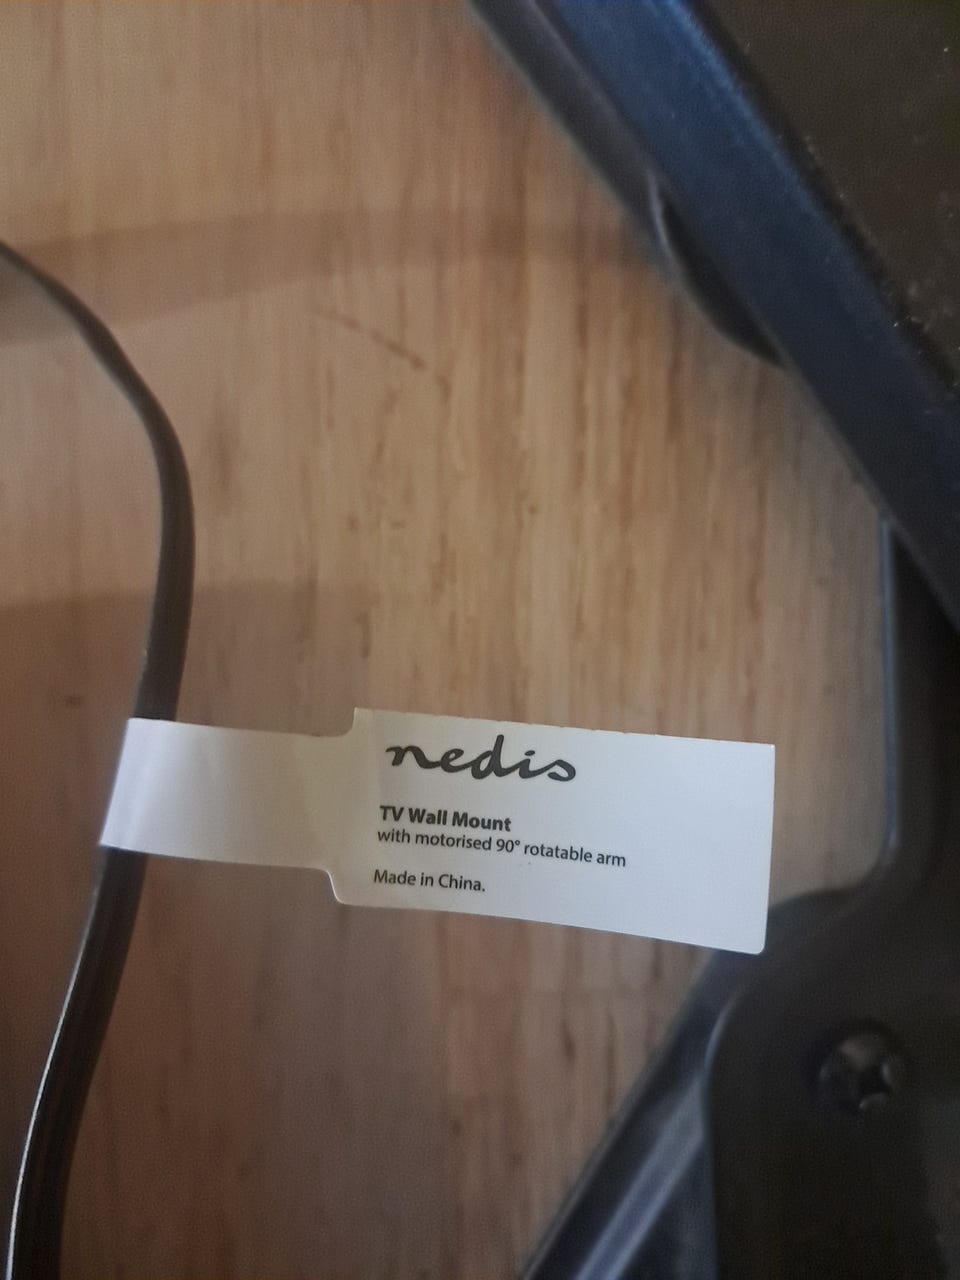 nedis
TV Wall Mount
with motorised 90° rotatable arm
Made in China.